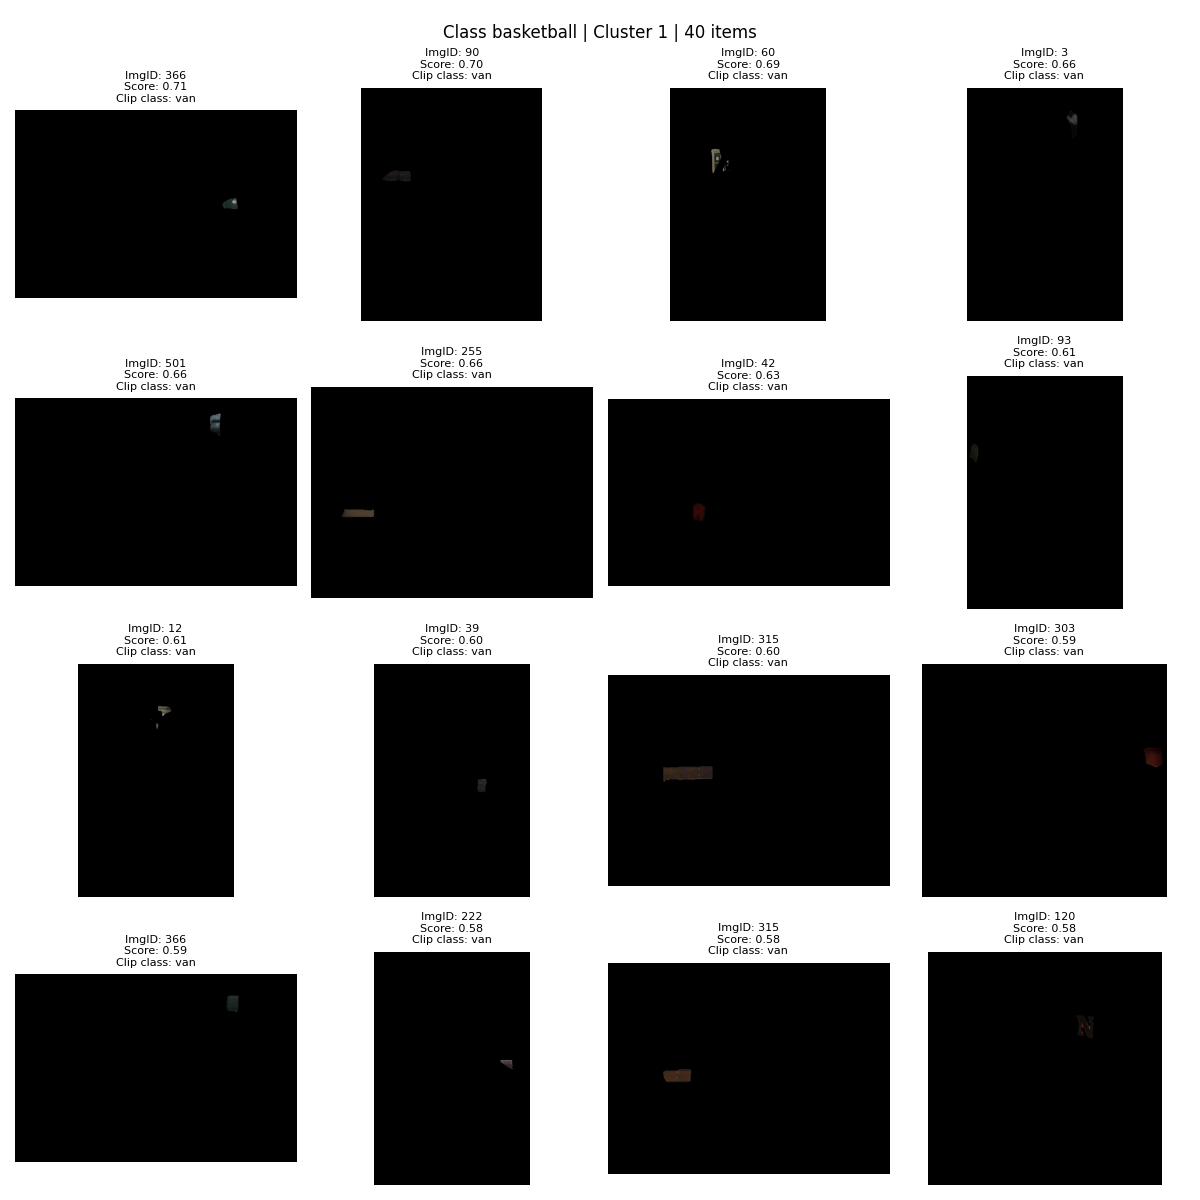 Class basketball | Cluster 1 | 40 items
ImgID: 366
Score: 0.71
Clip class: van
ImgID: 90
Score: 0.70
Clip class: van
ImgID: 60
Score: 0.69
Clip class: van
ImgID: 3
Score: 0.66
Clip class: van
ImgID: 501
Score: 0.66
Clip class: van
ImgID: 255
Score: 0.66
Clip class: van
ImgID: 42
Score: 0.63
Clip class: van
ImgID: 93
Score: 0.61
Clip class: van
ImgID: 12
Score: 0.61
Clip class: van
ImgID: 39
Score: 0.60
Clip class: van
ImgID: 315
Score: 0.60
Clip class: van
ImgID: 303
Score: 0.59
Clip class: van
ImgID: 366
Score: 0.59
Clip class: van
ImgID: 222
Score: 0.58
Clip class: van
ImgID: 315
Score: 0.58
Clip class: van
ImgID: 120
Score: 0.58
Clip class: van
N